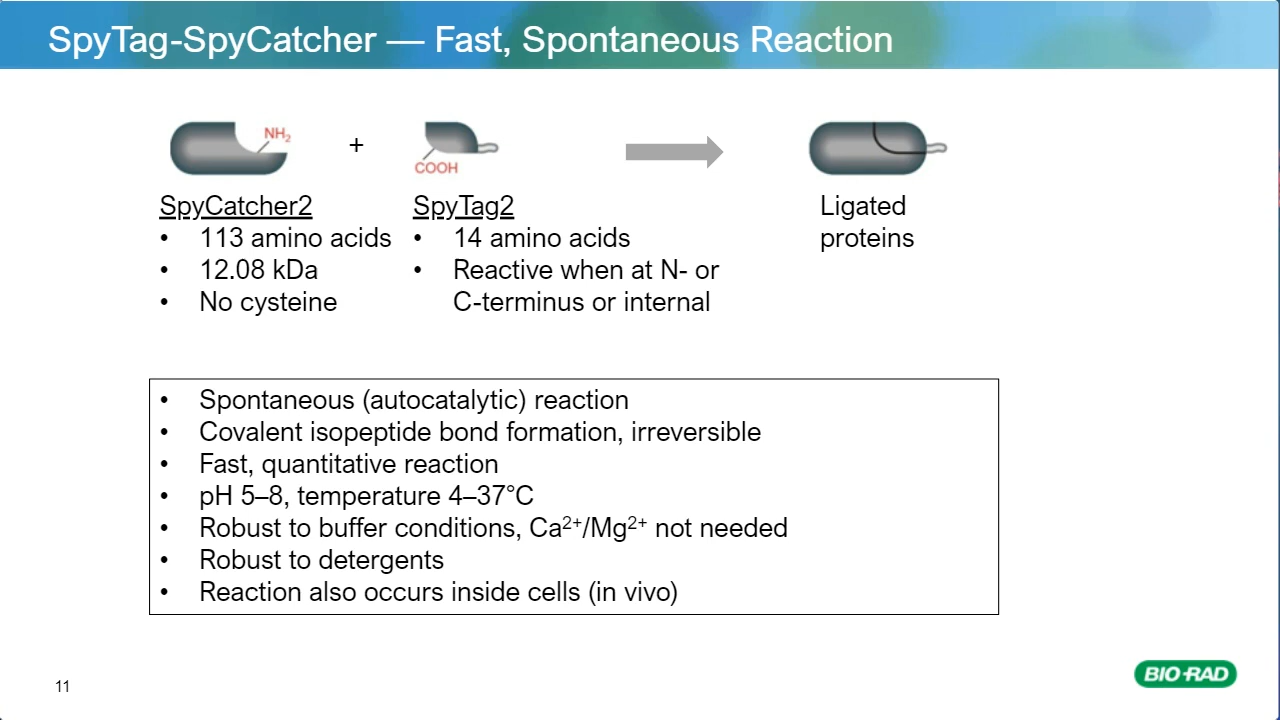 SpyTag-SpyCatcher — Fast, Spontaneous Reaction
NH₂
+
COOH
SpyCatcher2
• 113 amino acids
• 12.08 kDa
• No cysteine
SpyTag2
• 14 amino acids
• Reactive when at N- or
C-terminus or internal
Ligated
proteins
• Spontaneous (autocatalytic) reaction
• Covalent isopeptide bond formation, irreversible
• Fast, quantitative reaction
• pH 5–8, temperature 4–37°C
• Robust to buffer conditions, Ca²⁺/Mg²⁺ not needed
• Robust to detergents
• Reaction also occurs inside cells (in vivo)
11
BIO-RAD